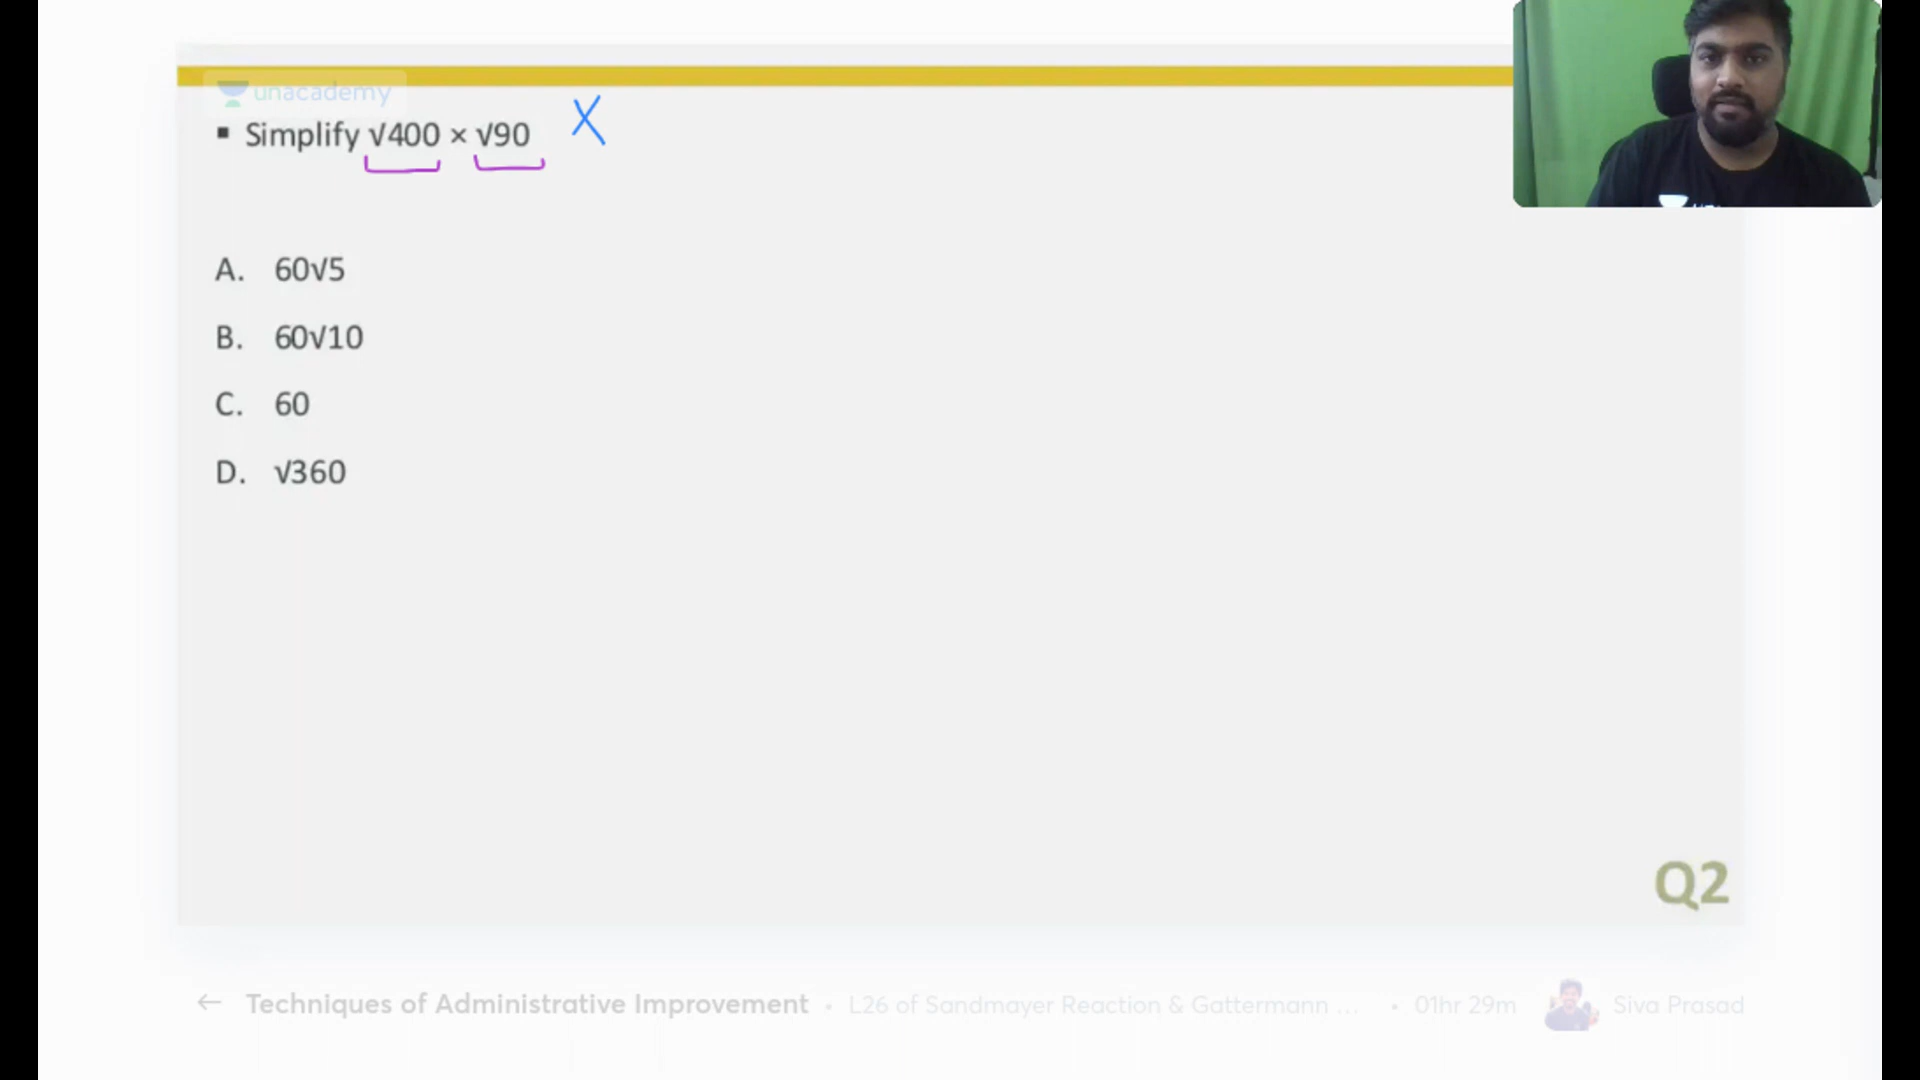 unacademy
▪ Simplify √400 × √90 X
A. 60√5
B. 60√10
C. 60
D. √360
Q2
← Techniques of Administrative Improvement • L26 of Sandmayer Reaction & Gattermann ... • 01hr 29m Siva Prasad